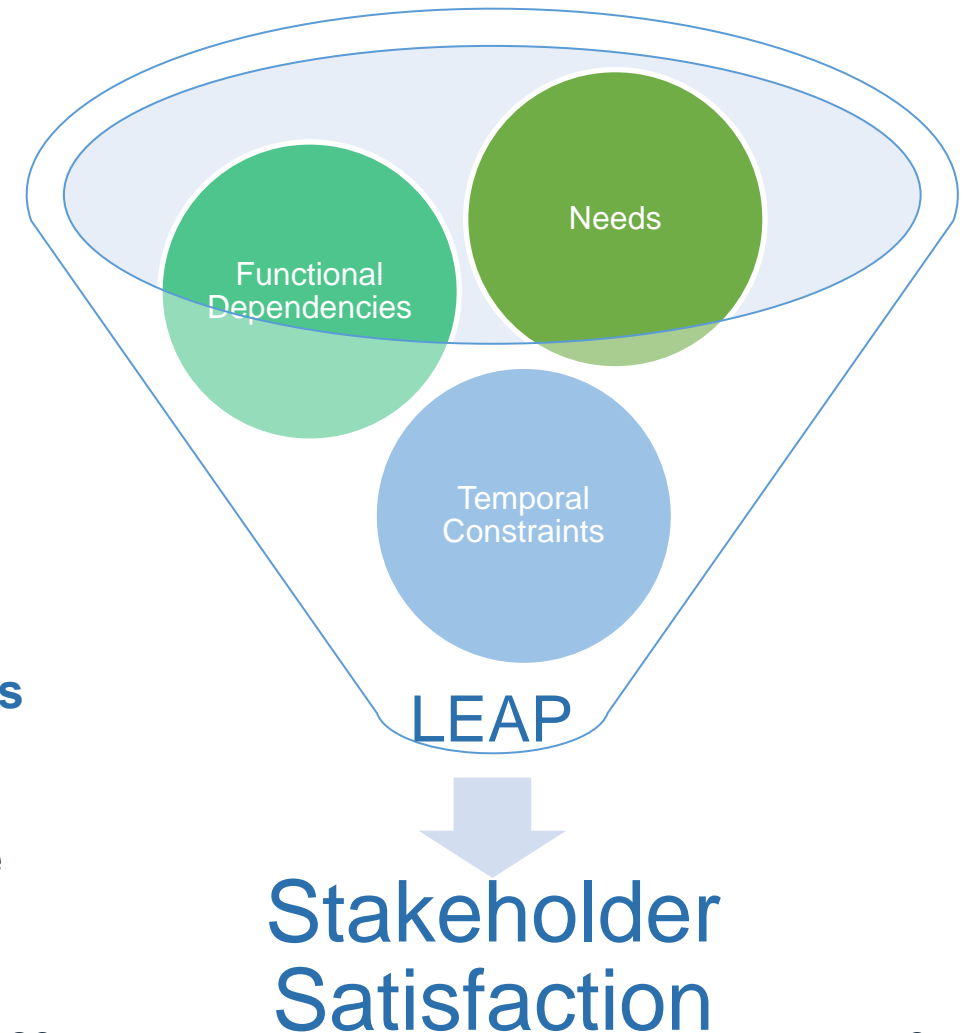 Needs
Functional
Dependencies
Temporal
Constraints
s
LEAP
e
Stakeholder
Satisfaction